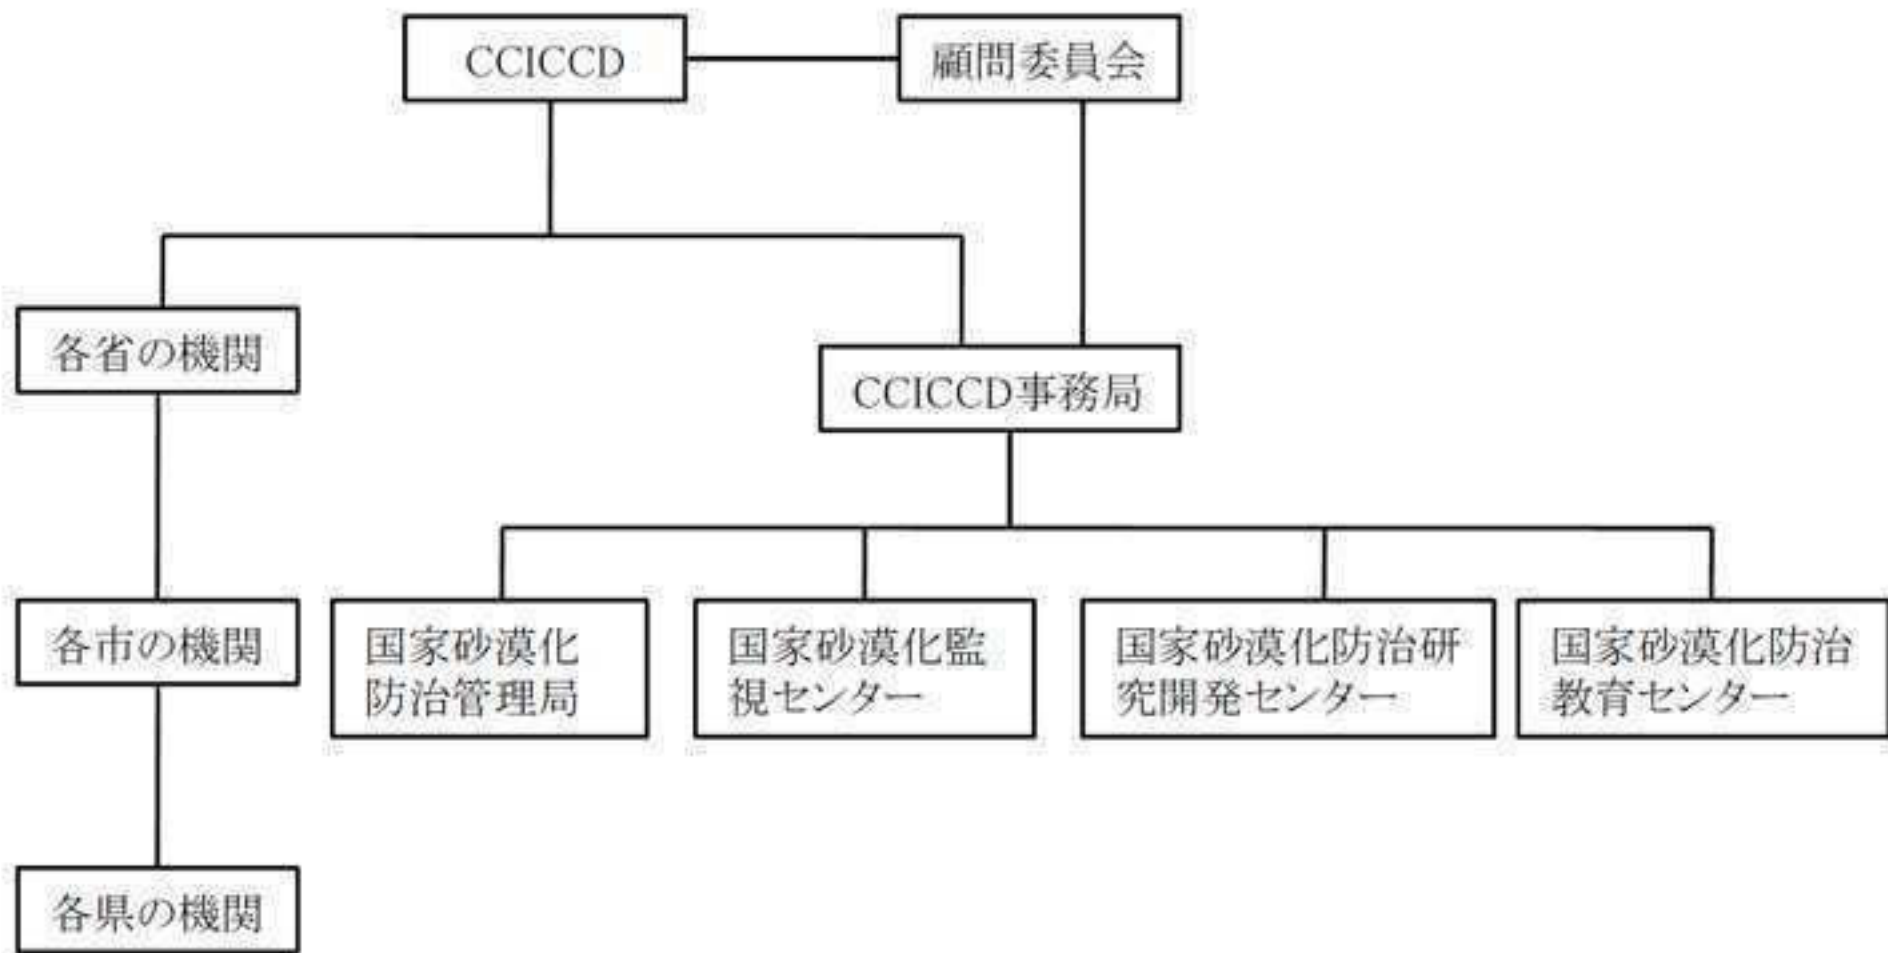 CCICCD
顧問委員会
各省の機関
CCICCD事務局
各市の機関
国家砂漠化
防治管理局
国家砂漠化監
視センター
国家砂漠化防治研
究開発センター
国家砂漠化防治
教育センター
各県の機関